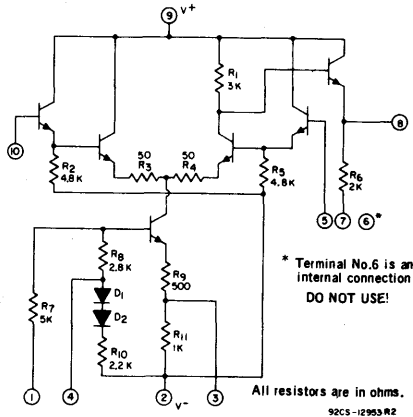 9 V+
R1
3K
10
R2
4.8K
50
R3
50
R4
R5
4.8K
8
R6
2K
5 7 6*
* Terminal No.6 is an
internal connection
DO NOT USE!
R8
2.8K
R9
500
R7
5K
D1
D2
R10
2.2K
R11
1K
1 4 2 V- 3
All resistors are in ohms.
92CS-12953 R2